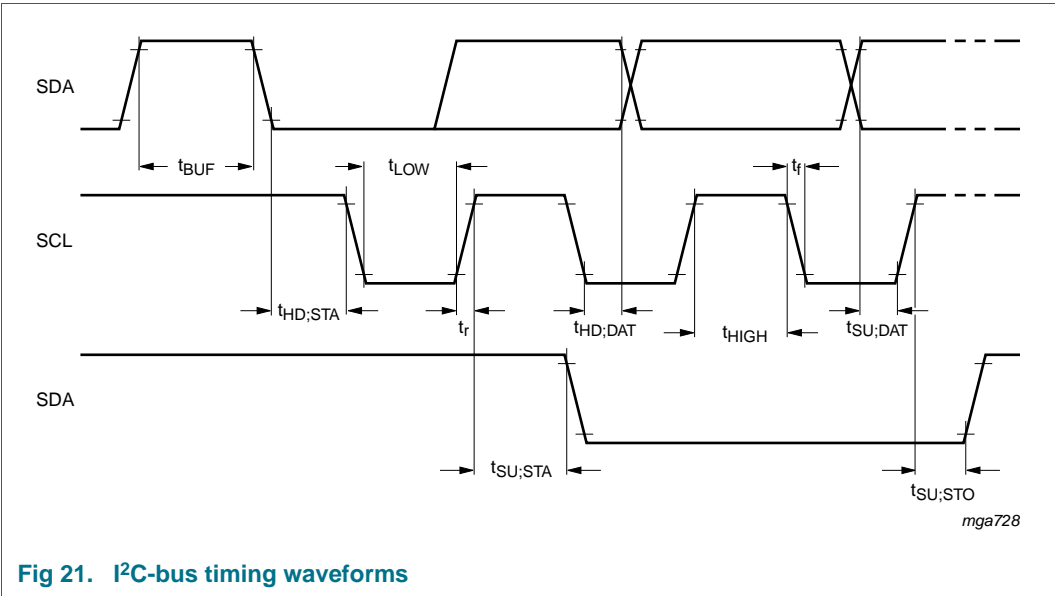 SDA
tBUF
tLOW
tf
SCL
tHD;STA
tr
tHD;DAT
tHIGH
tSU;DAT
SDA
tSU;STA
tSU;STO
mga728
Fig 21. I2C-bus timing waveforms